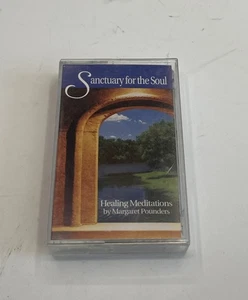 Sanctuary for the Soul
Healing Meditations
by Margaret Pounders